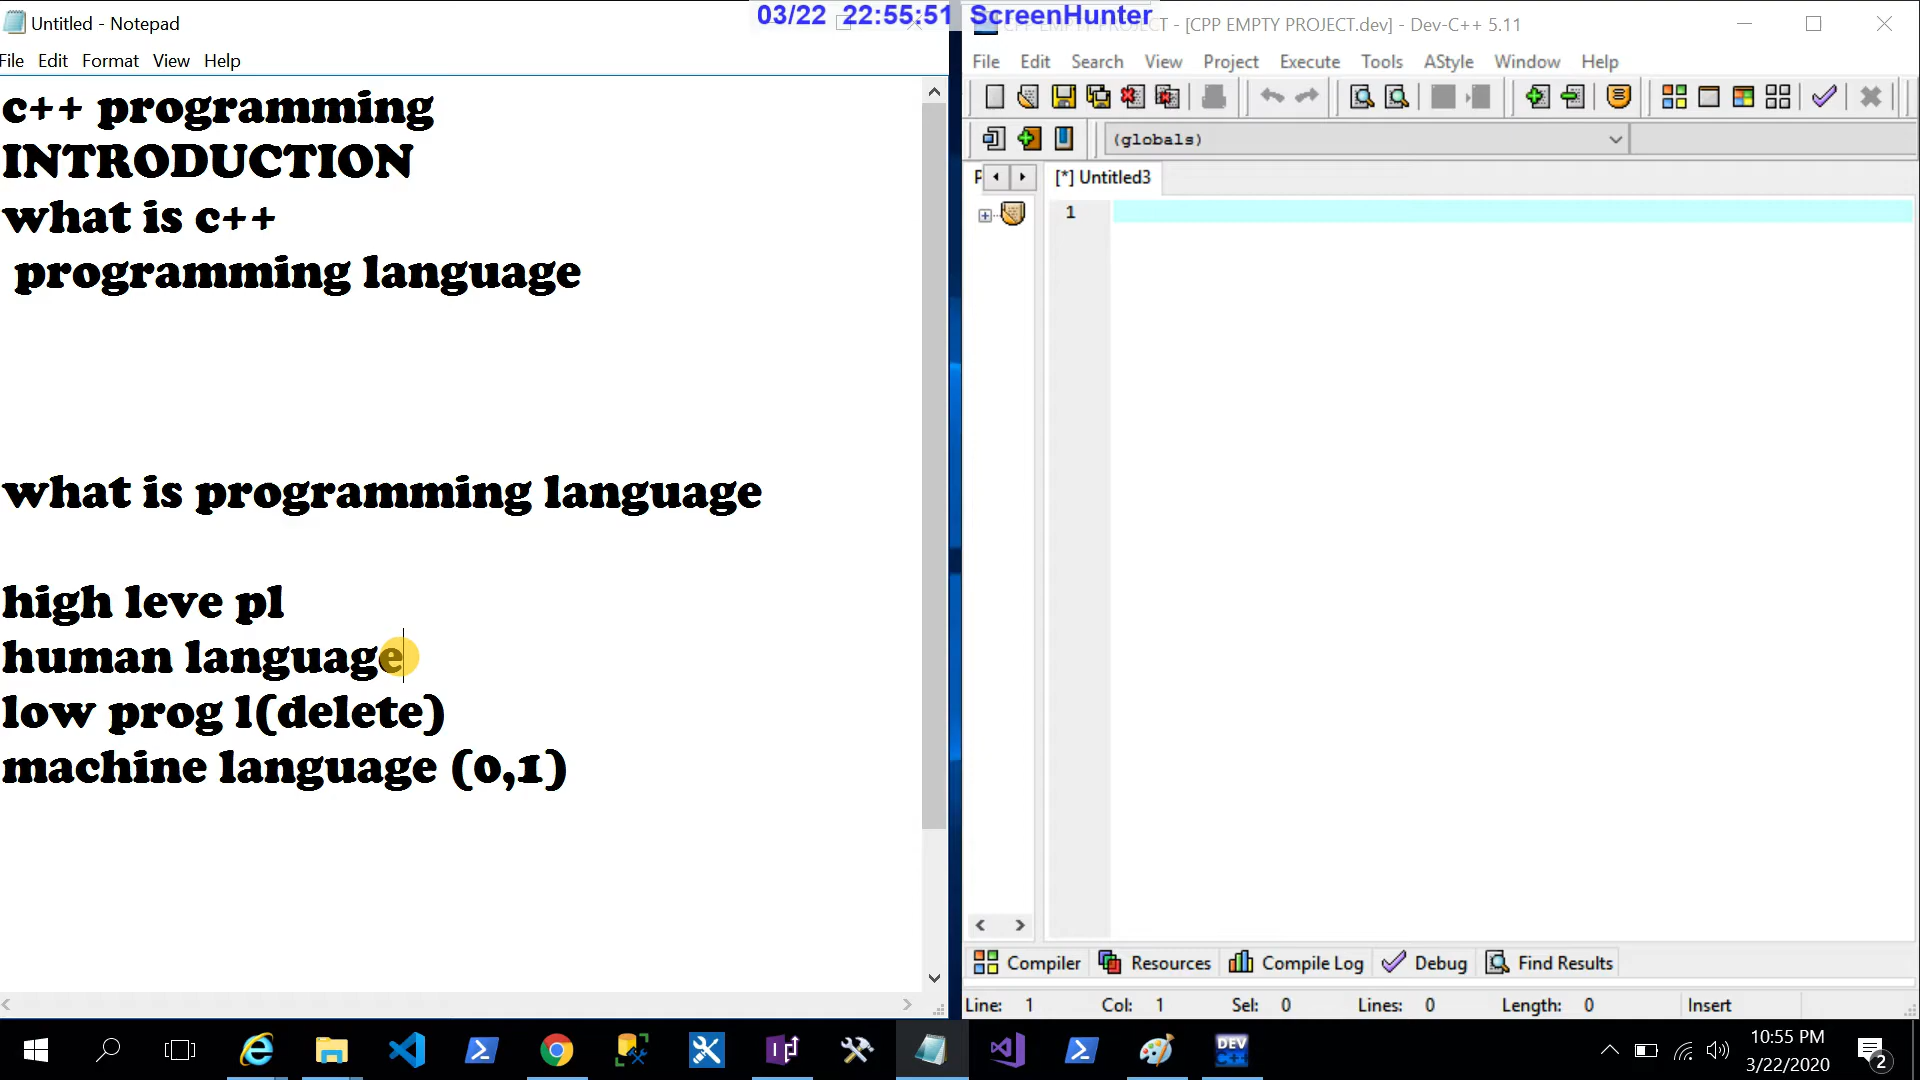 03/22 22:55:51 ScreenHunter
Untitled - Notepad
File Edit Format View Help
c++ programming
INTRODUCTION
what is c++
programming language
what is programming language
high leve pl
human language
low prog l(delete)
machine language (0,1)
[CPP EMPTY PROJECT.dev] - Dev-C++ 5.11
File Edit Search View Project Execute Tools AStyle Window Help
(globals)
[*] Untitled3
1
Compiler Resources Compile Log Debug Find Results
Line: 1 Col: 1 Sel: 0 Lines: 0 Length: 0 Insert
DEV C++
10:55 PM
3/22/2020
2